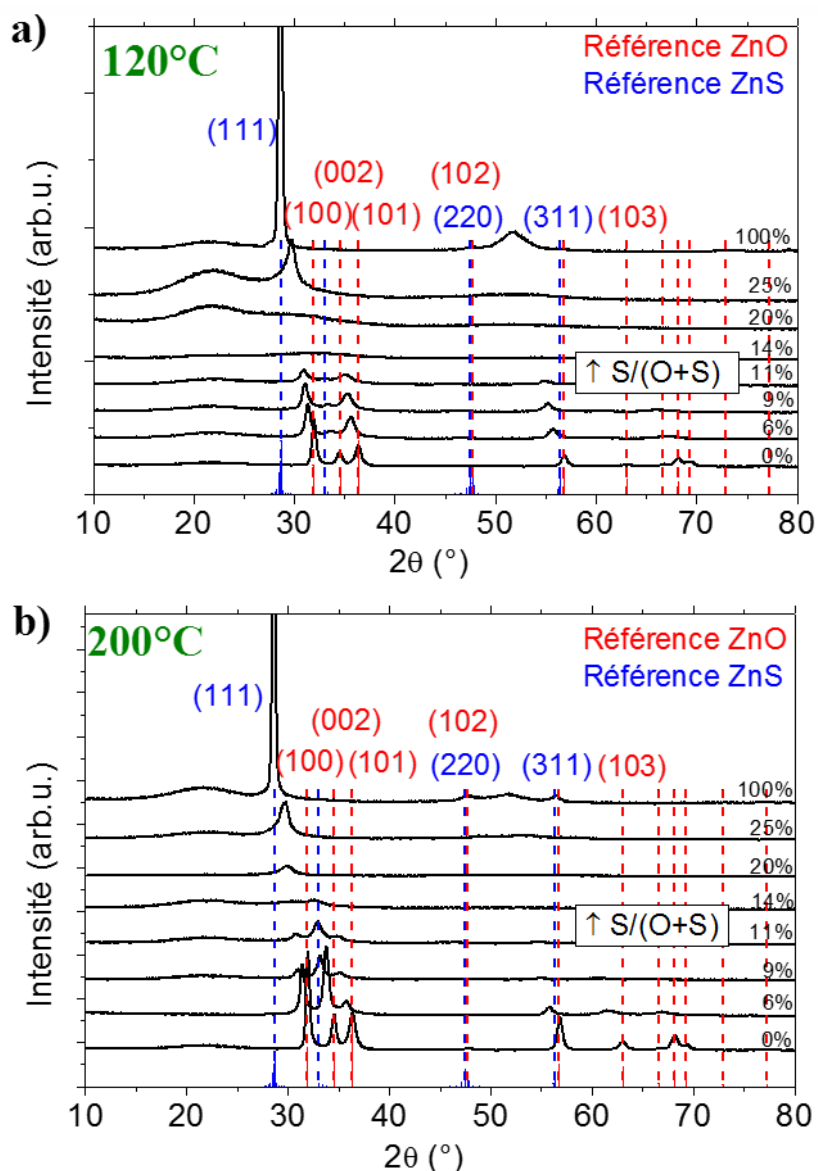 a)
120°C
Référence ZnO
Référence ZnS
(111)
(002)
(102)
(100)
(101)
(220)
(311)
(103)
100%
25%
20%
14%
11%
9%
6%
0%
↑ S/(O+S)
Intensité (arb.u.)
10 20 30 40 50 60 70 80
2θ (°)
b)
200°C
Référence ZnO
Référence ZnS
(111)
(002)
(102)
(100)
(101)
(220)
(311)
(103)
100%
25%
20%
14%
11%
9%
6%
0%
↑ S/(O+S)
Intensité (arb.u.)
10 20 30 40 50 60 70 80
2θ (°)